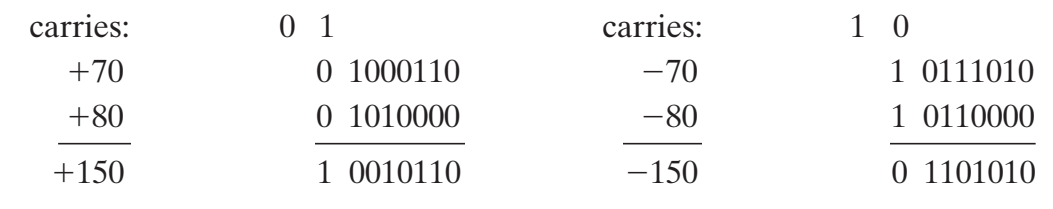 carries: 0 1 carries: 1 0
+70 0 1000110 −70 1 0111010
+80 0 1010000 −80 1 0110000
+150 1 0010110 −150 0 1101010